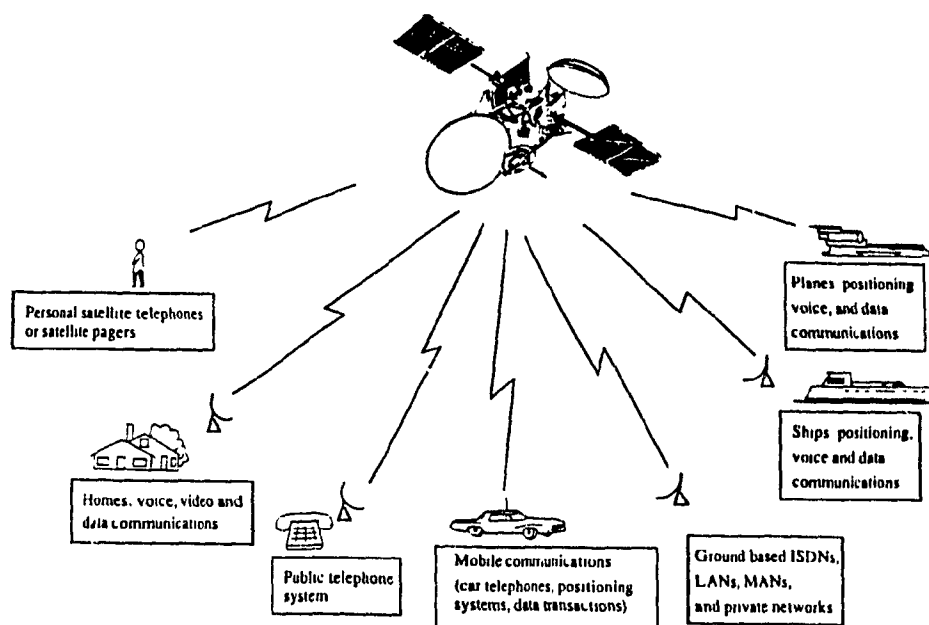 Personal satellite telephones
or satellite pagers
Homes, voice, video and
data communications
Public telephone
system
Mobile communications
(car telephones, positioning
systems, data transactions)
Ground based ISDNs,
LANs, MANs,
and private networks
Ships positioning,
voice and data
communications
Planes positioning
voice, and data
communications